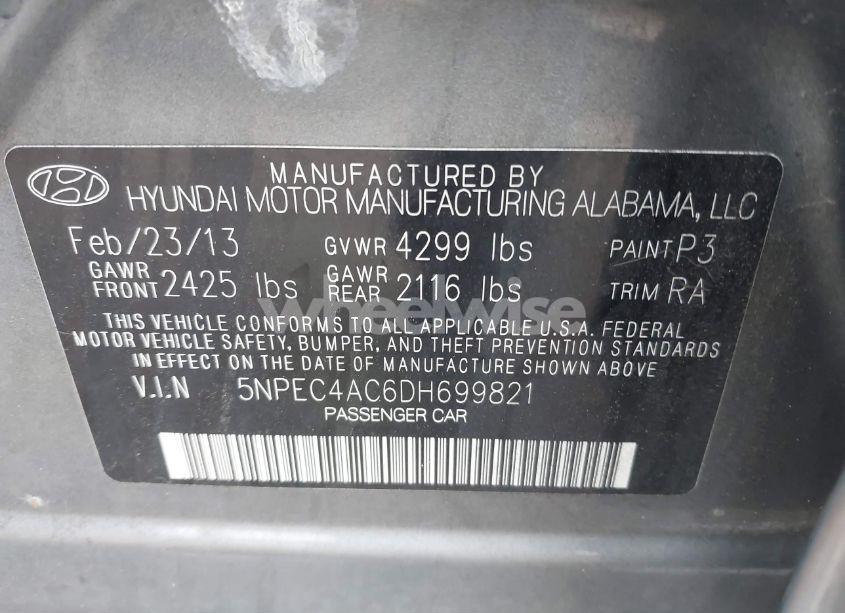 MANUFACTURED BY
HYUNDAI MOTOR MANUFACTURING ALABAMA, LLC
Feb/23/13 GVWR 4299 lbs PAINT P3
GAWR FRONT 2425 lbs GAWR REAR 2116 lbs TRIM RA
wheelwise
THIS VEHICLE CONFORMS TO ALL APPLICABLE U.S.A. FEDERAL
MOTOR VEHICLE SAFETY, BUMPER, AND THEFT PREVENTION STANDARDS
IN EFFECT ON THE DATE OF MANUFACTURE SHOWN ABOVE.
V.I.N 5NPEC4AC6DH699821
PASSENGER CAR